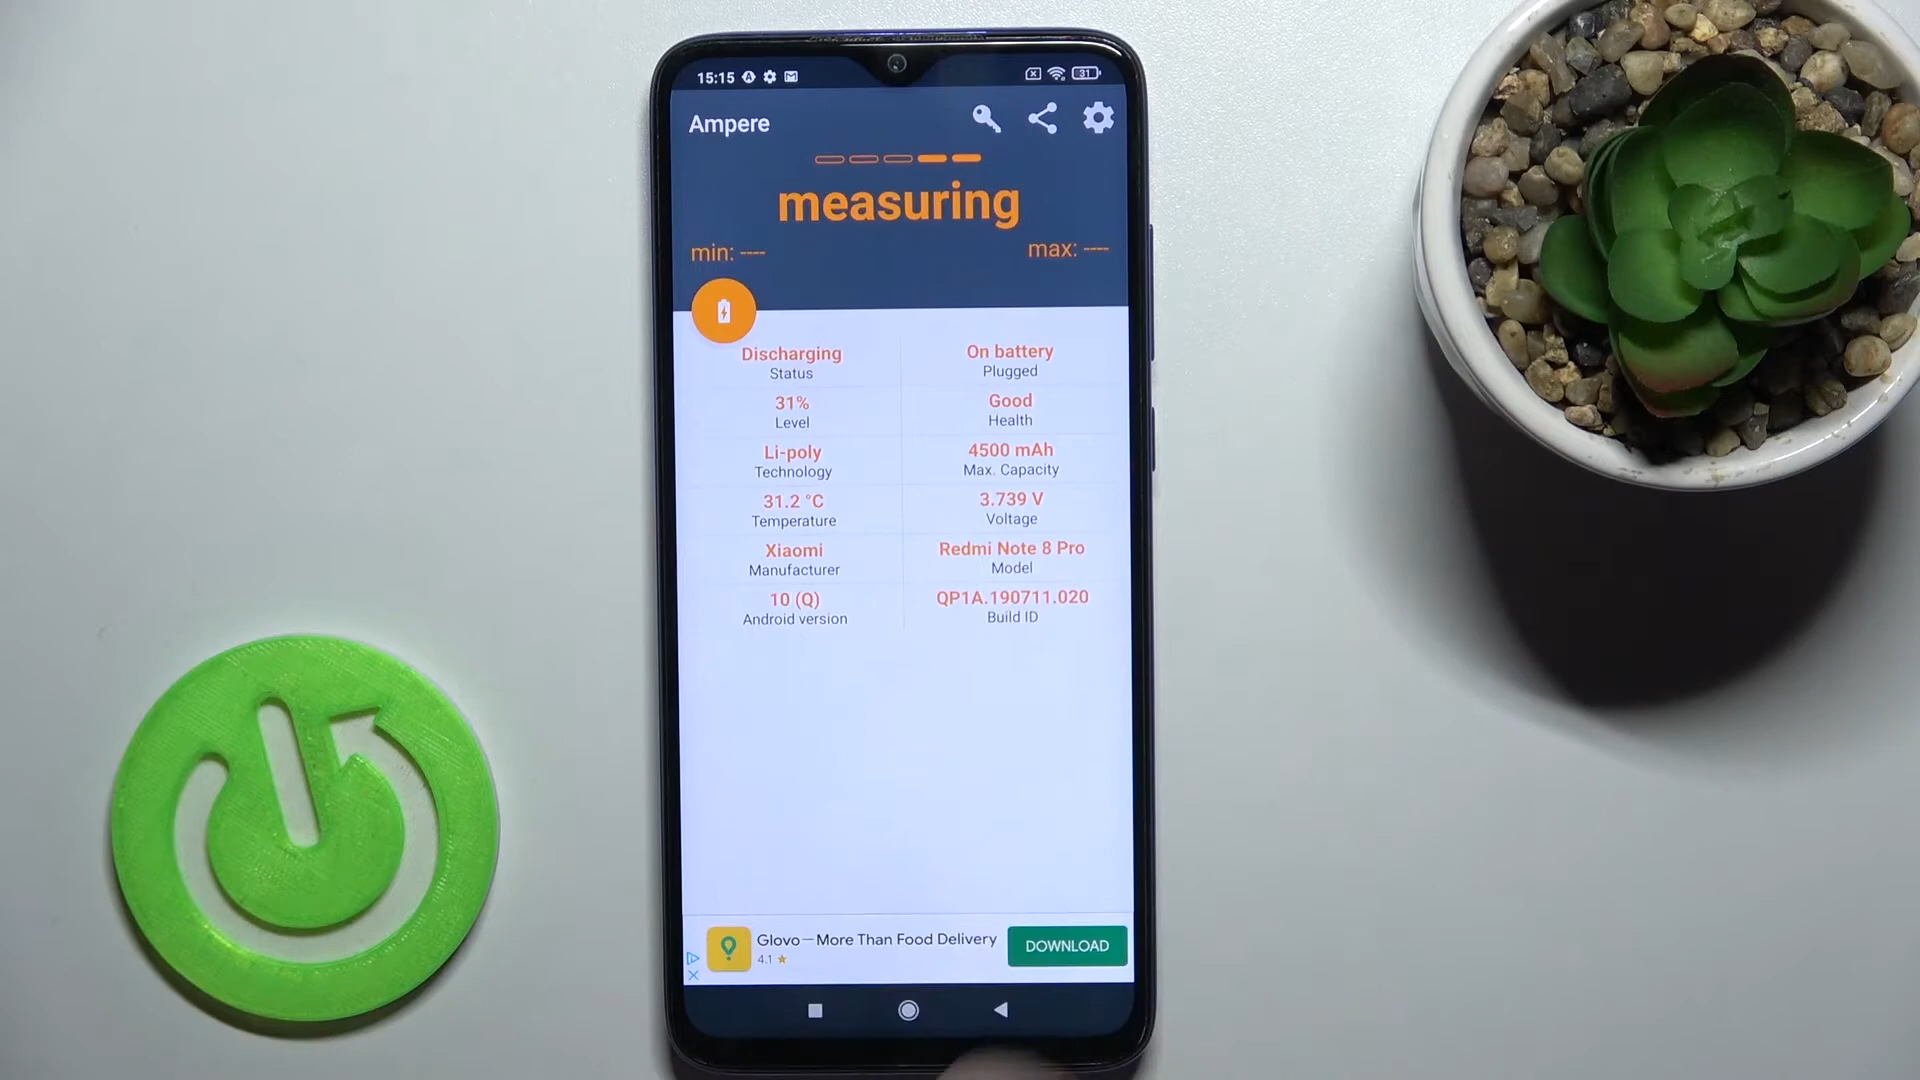 15:15
31
Ampere
measuring
min: ----
max: ----
Discharging
Status
On battery
Plugged
31%
Level
Good
Health
Li-poly
Technology
4500 mAh
Max. Capacity
31.2 °C
Temperature
3.739 V
Voltage
Xiaomi
Manufacturer
Redmi Note 8 Pro
Model
10 (Q)
Android version
QP1A.190711.020
Build ID
Glovo—More Than Food Delivery
4.1 ★
DOWNLOAD